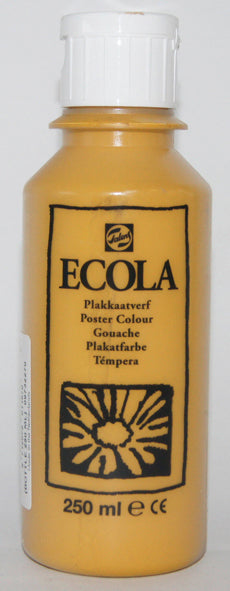 Talens
ECOLA
Plakkaatverf
Poster Colour
Gouache
Plakatfarbe
Témpera
250 ml ℮ CE